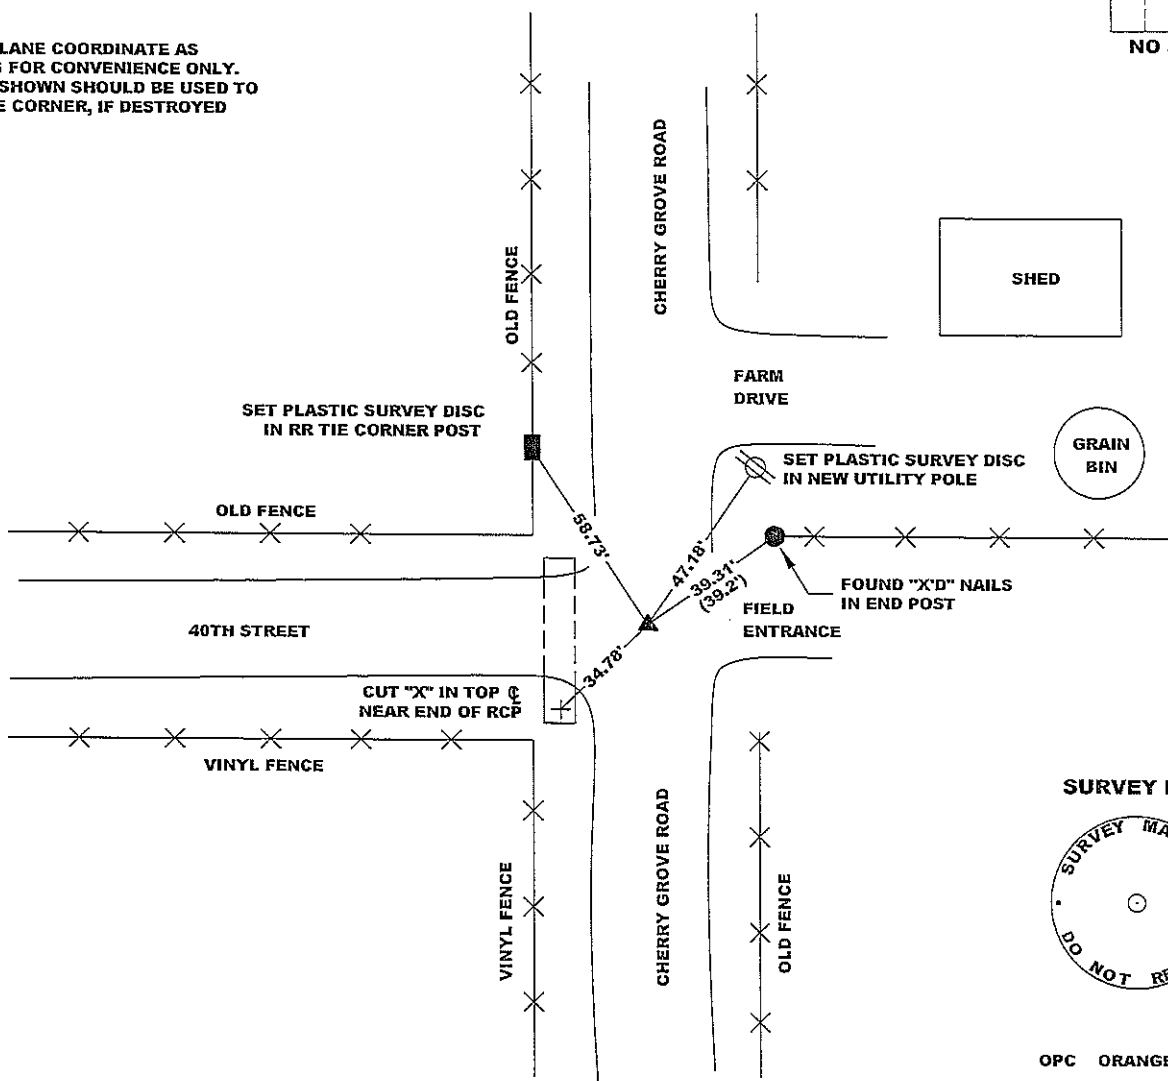 LANE COORDINATE AS
FOR CONVENIENCE ONLY.
SHOWN SHOULD BE USED TO
E CORNER, IF DESTROYED
NO
CHERRY GROVE ROAD
OLD FENCE
SHED
FARM
DRIVE
SET PLASTIC SURVEY DISC
IN RR TIE CORNER POST
GRAIN
BIN
SET PLASTIC SURVEY DISC
IN NEW UTILITY POLE
OLD FENCE
58.73'
47.18'
39.31'
(39.2')
FOUND "X'D" NAILS
IN END POST
FIELD
ENTRANCE
40TH STREET
34.78'
CUT "X" IN TOP ℄
NEAR END OF RCP
VINYL FENCE
SURVEY
SURVEY MA
DO NOT RE
CHERRY GROVE ROAD
VINYL FENCE
OLD FENCE
OPC ORANGE